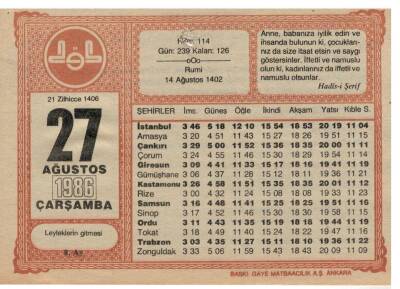 Hızır 114
Gün: 239 Kalan: 126
oOo
Rumi
14 Ağustos 1402
Anne, babanıza iyilik edin ve
ihsanda bulunun ki, çocukları-
nız da size itaat etsin ve saygı
göstersinler. İffetli ve namuslu
olun ki, kadınlarınız da iffetli ve
namuslu olsunlar.
Hadis-i Şerif
21 Zilhicce 1406
27
AĞUSTOS
1986
ÇARŞAMBA
Leyleklerin gitmesi
8. Ay
ŞEHİRLER İms. Güneş Öğle İkindi Akşam Yatsı Kıble S.
İstanbul 3 46 5 18 12 10 15 54 18 53 20 19 11 04
Amasya 3 20 4 51 11 43 15 27 18 26 19 51 11 15
Çankırı 3 29 5 00 11 52 15 36 18 35 20 00 11 11
Çorum 3 24 4 55 11 46 15 30 18 29 19 54 11 14
Giresun 3 09 4 41 11 33 15 17 18 16 19 41 11 19
Gümüşhane 3 06 4 37 11 29 15 13 18 12 19 36 11 21
Kastamonu 3 26 4 58 11 51 15 35 18 35 20 01 11 12
Rize 3 00 4 32 11 24 15 08 18 08 19 33 11 23
Samsun 3 16 4 48 11 41 15 25 18 25 19 51 11 16
Sinop 3 17 4 52 11 46 15 30 18 30 19 58 11 15
Ordu 3 11 4 43 11 35 15 19 18 18 19 44 11 19
Tokat 3 18 4 49 11 40 15 24 18 22 19 47 11 16
Trabzon 3 03 4 35 11 27 15 11 18 10 19 36 11 22
Zonguldak 3 33 5 06 11 59 15 43 18 43 20 09 11 09
BASKI: GAYE MATBAACILIK A.Ş. ANKARA